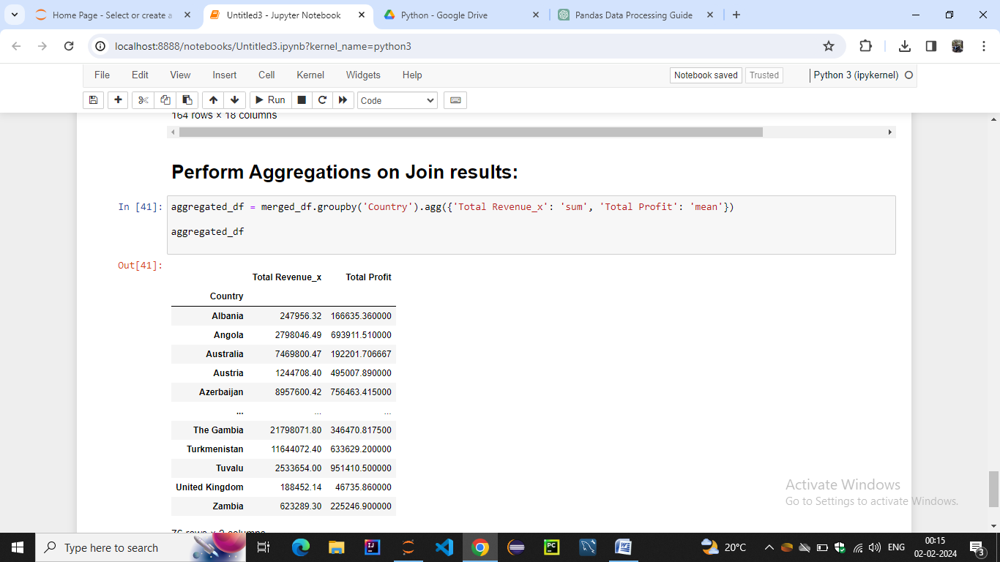 Home Page - Select or create a
Untitled3 - Jupyter Notebook
Python - Google Drive
Pandas Data Processing Guide
localhost:8888/notebooks/Untitled3.ipynb?kernel_name=python3
File Edit View Insert Cell Kernel Widgets Help
Notebook saved Trusted Python 3 (ipykernel)
Run Code
164 rows × 18 columns
Perform Aggregations on Join results:
In [41]: aggregated_df = merged_df.groupby('Country').agg({'Total Revenue_x': 'sum', 'Total Profit': 'mean'})
aggregated_df
Out[41]:
Total Revenue_x Total Profit
Country
Albania 247956.32 166635.360000
Angola 2798046.49 693911.510000
Australia 7469800.47 192201.706667
Austria 1244708.40 495007.890000
Azerbaijan 8957600.42 756463.415000
... ... ...
The Gambia 21798071.80 346470.817500
Turkmenistan 11644072.40 633629.200000
Tuvalu 2533654.00 951410.500000
United Kingdom 188452.14 46735.860000
Zambia 623289.30 225246.900000
76 rows × 2 columns
Activate Windows
Go to Settings to activate Windows.
Type here to search
20°C
ENG
00:15
02-02-2024
3